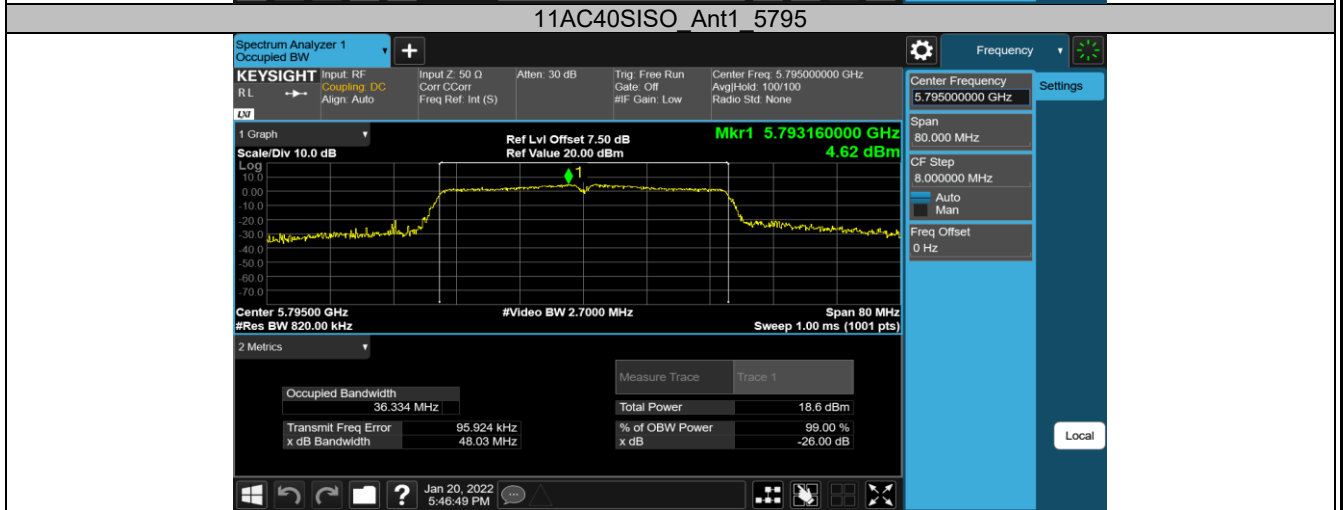 11AC40SISO_Ant1_5795
Spectrum Analyzer 1
Occupied BW
Frequency
KEYSIGHT
RL
LXI
Input: RF
Coupling: DC
Align: Auto
Input Z: 50 Ω
Corr CCorr
Freq Ref: Int (S)
Atten: 30 dB
Trig: Free Run
Gate: Off
#IF Gain: Low
Center Freq: 5.795000000 GHz
Avg|Hold: 100/100
Radio Std: None
Center Frequency
5.795000000 GHz
Settings
Span
80.000 MHz
CF Step
8.000000 MHz
Auto
Man
Freq Offset
0 Hz
1 Graph
Scale/Div 10.0 dB
Ref Lvl Offset 7.50 dB
Ref Value 20.00 dBm
Mkr1 5.793160000 GHz
4.62 dBm
Log
10.0
0.00
-10.0
-20.0
-30.0
-40.0
-50.0
-60.0
-70.0
1
Center 5.79500 GHz
#Video BW 2.7000 MHz
Span 80 MHz
#Res BW 820.00 kHz
Sweep 1.00 ms (1001 pts)
2 Metrics
Measure Trace Trace 1
Occupied Bandwidth
36.334 MHz
Total Power 18.6 dBm
Transmit Freq Error 95.924 kHz
% of OBW Power 99.00 %
x dB Bandwidth 48.03 MHz
x dB -26.00 dB
Local
?
Jan 20, 2022
5:46:49 PM